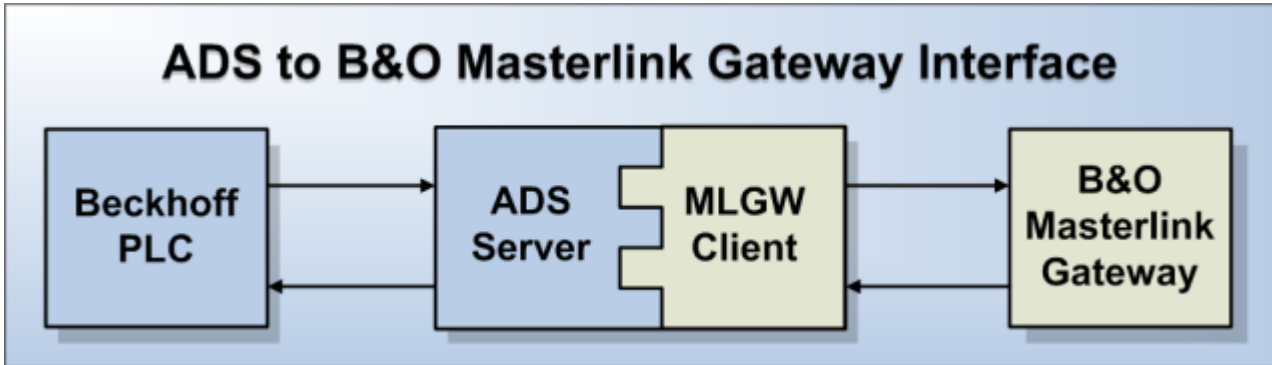 ADS to B&O Masterlink Gateway Interface
Beckhoff
PLC
ADS
Server
MLGW
Client
B&O
Masterlink
Gateway